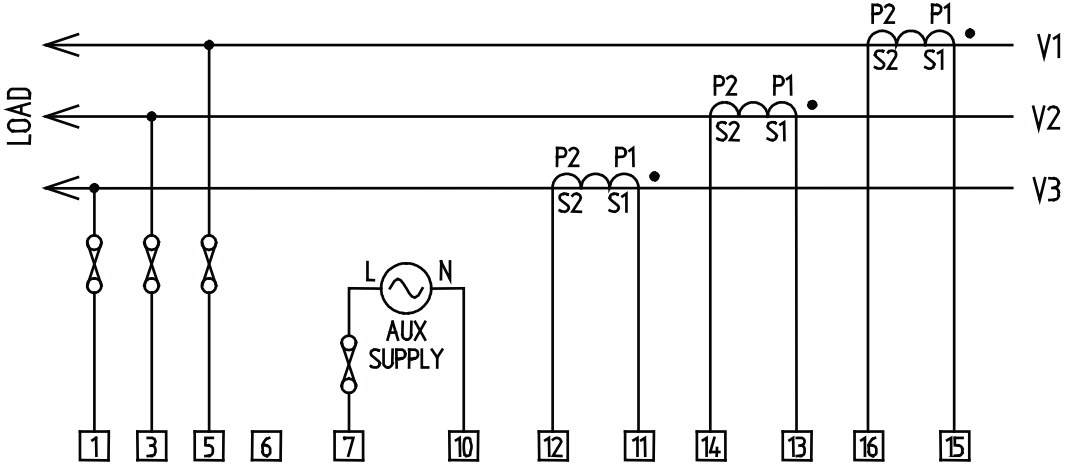 P2 P1
S2 S1
V1
P2 P1
S2 S1
V2
LOAD
P2 P1
S2 S1
V3
L N
AUX
SUPPLY
1 3 5 6 7 10 12 11 14 13 16 15